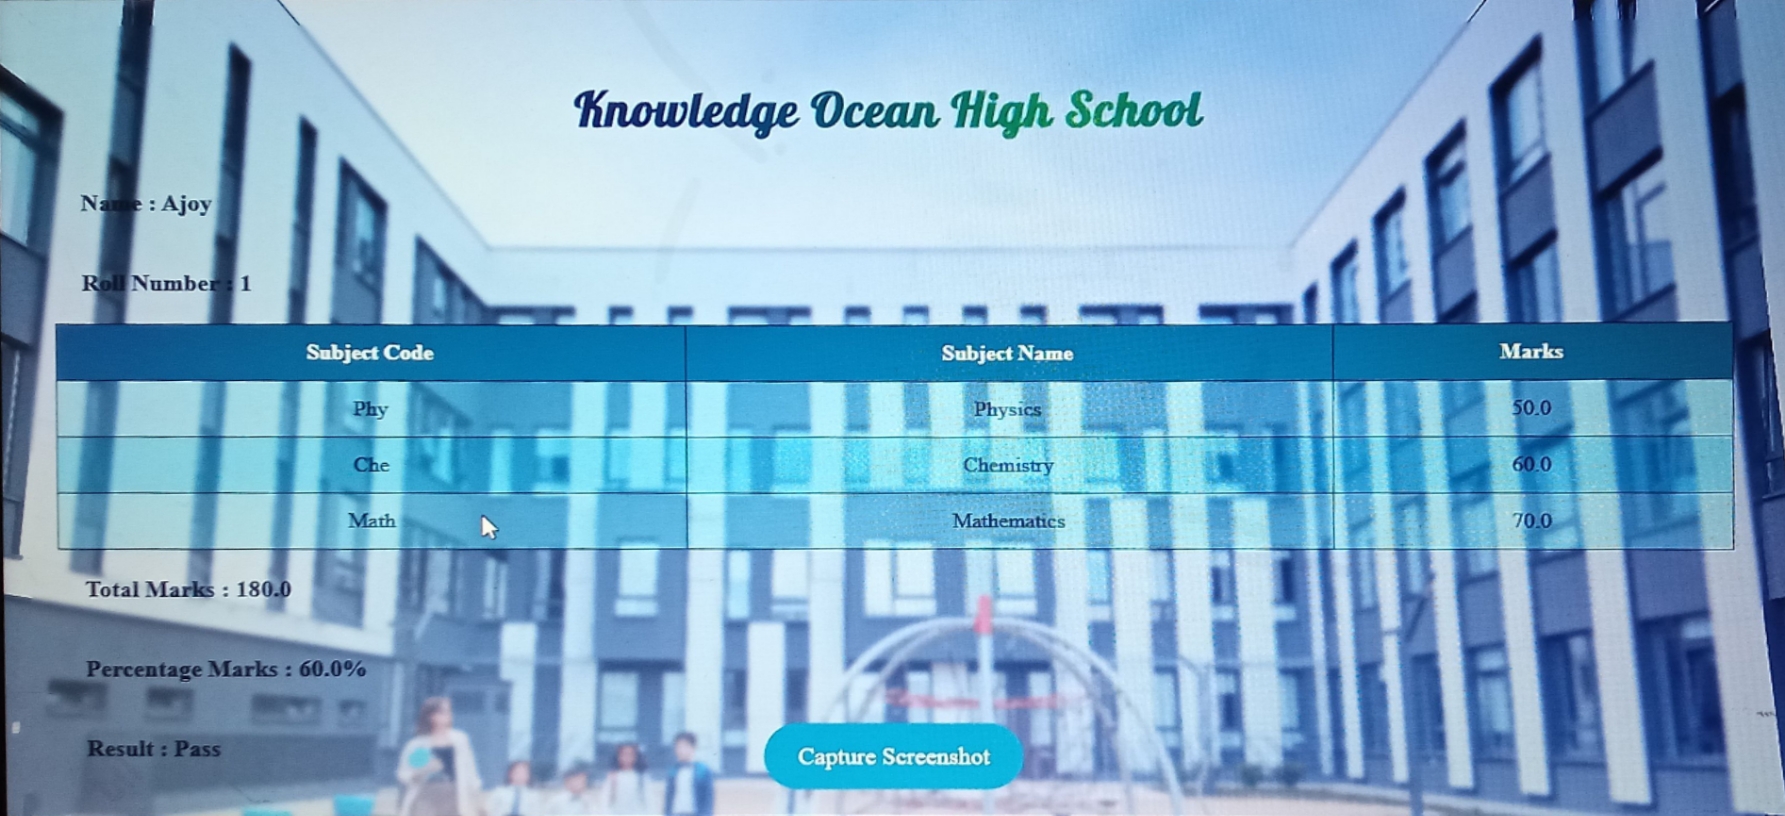 Knowledge Ocean High School
Name : Ajoy
Roll Number : 1
Subject Code Subject Name Marks
Phy Physics 50.0
Che Chemistry 60.0
Math Mathematics 70.0
Total Marks : 180.0
Percentage Marks : 60.0%
Result : Pass
Capture Screenshot